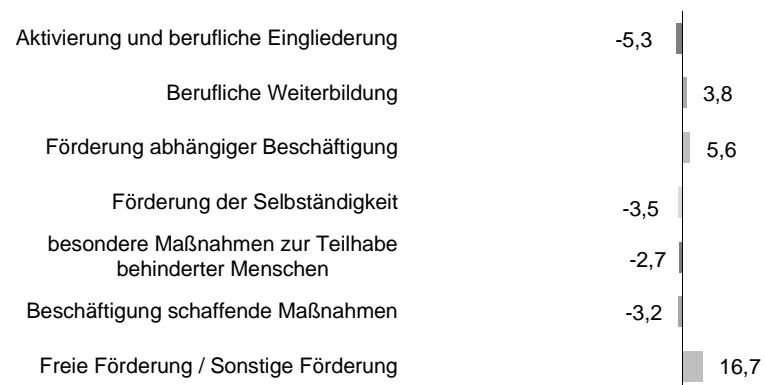 Aktivierung und berufliche Eingliederung -5,3
Berufliche Weiterbildung 3,8
Förderung abhängiger Beschäftigung 5,6
Förderung der Selbständigkeit -3,5
besondere Maßnahmen zur Teilhabe
behinderter Menschen -2,7
Beschäftigung schaffende Maßnahmen -3,2
Freie Förderung / Sonstige Förderung 16,7